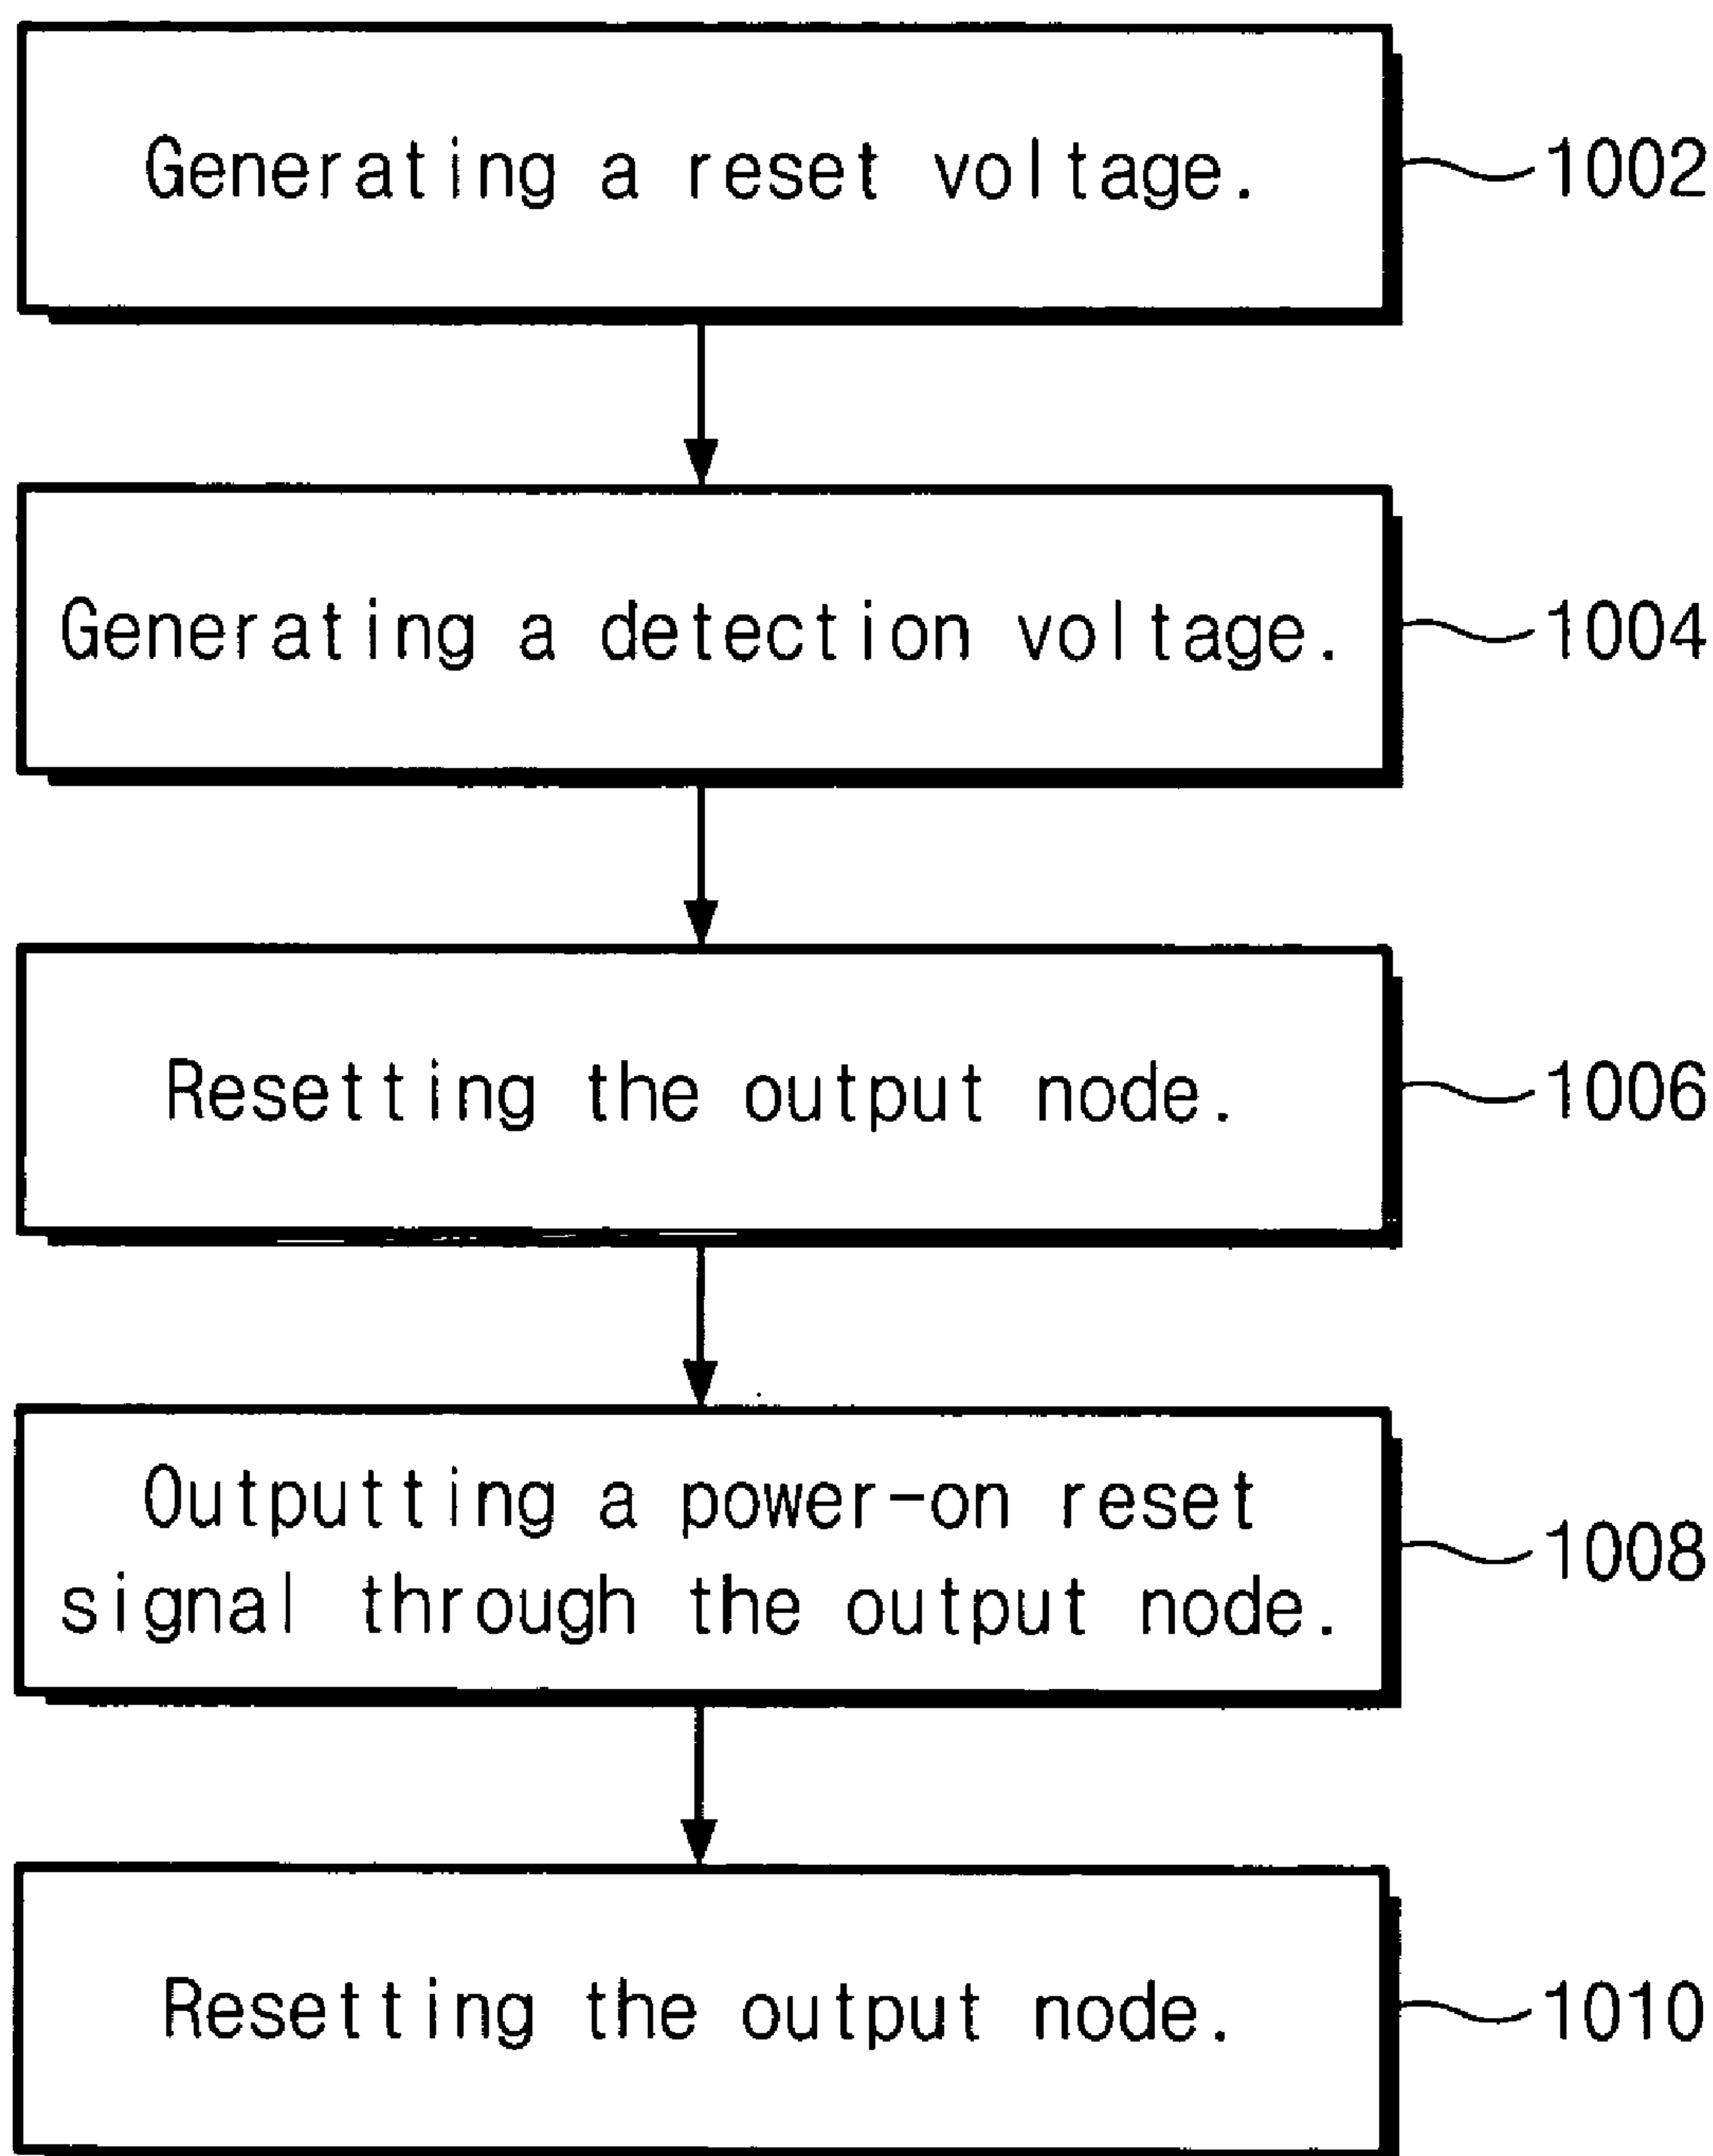 Generating a reset voltage.
1002
Generating a detection voltage.
1004
Resetting the output node.
1006
Outputting a power-on reset
signal through the output node.
1008
Resetting the output node.
1010